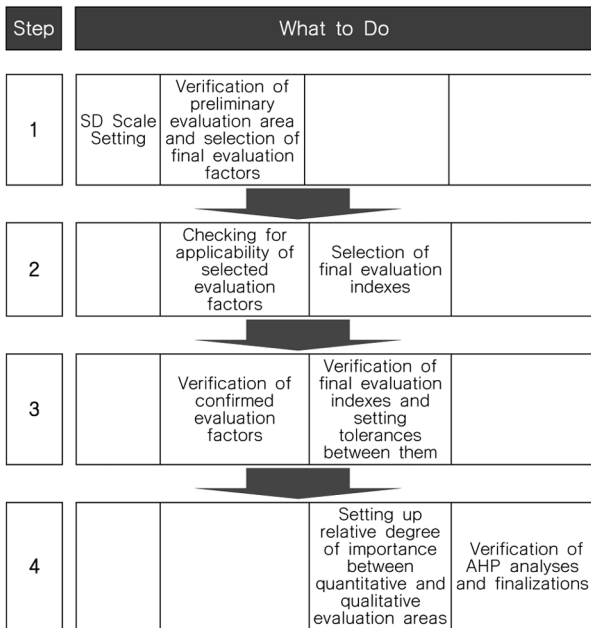 Step
What to Do
1
SD Scale
Setting
Verification of
preliminary
evaluation area
and selection of
final evaluation
factors
2
Checking for
applicability of
selected
evaluation
factors
Selection of
final evaluation
indexes
3
Verification of
confirmed
evaluation
factors
Verification of
final evaluation
indexes and
setting
tolerances
between them
4
Setting up
relative degree
of importance
between
quantitative and
qualitative
evaluation areas
Verification of
AHP analyses
and finalizations